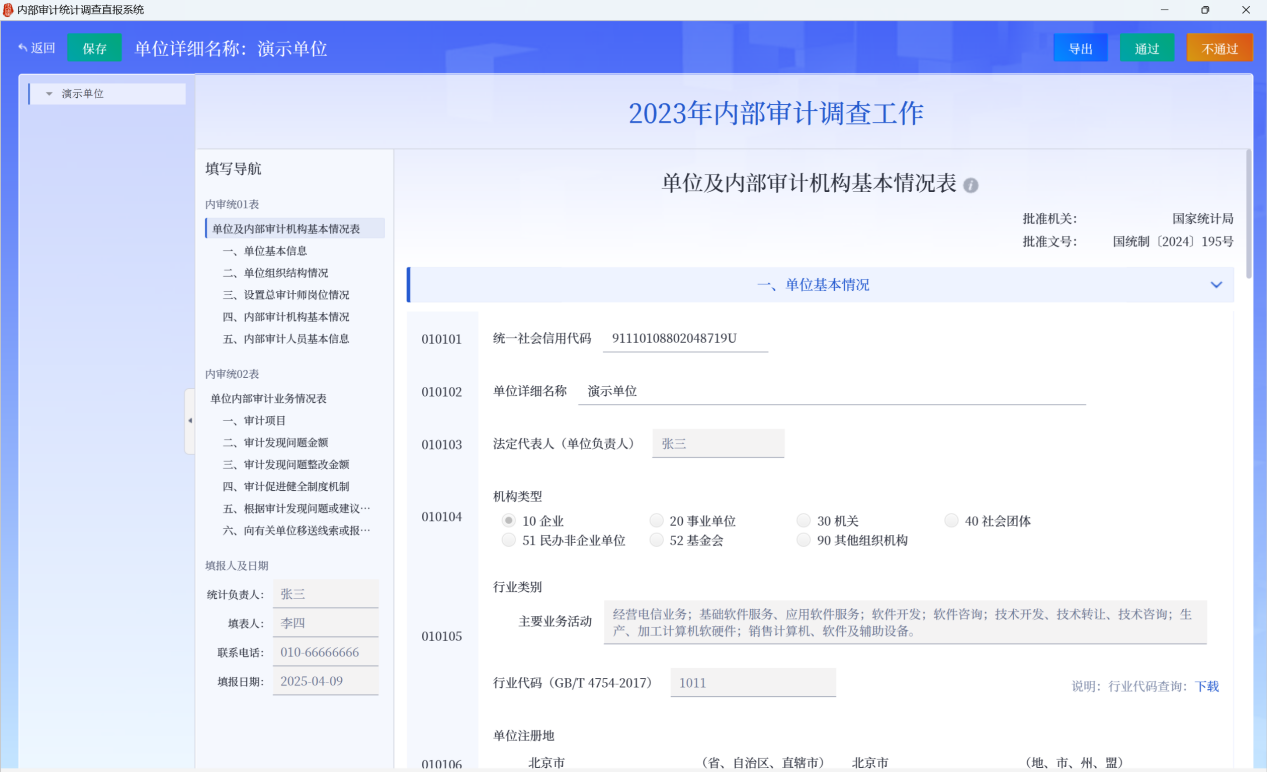 内部审计统计调查直报系统
返回
保存
单位详细名称：演示单位
导出
通过
不通过
演示单位
2023年内部审计调查工作
填写导航
内审统01表
单位及内部审计机构基本情况表
一、单位基本信息
二、单位组织结构情况
三、设置总审计师岗位情况
四、内部审计机构基本情况
五、内部审计人员基本信息
内审统02表
单位内部审计业务情况表
一、审计项目
二、审计发现问题金额
三、审计发现问题整改金额
四、审计促进健全制度机制
五、根据审计发现问题或建议…
六、向有关单位移送线索或报…
填报人及日期
统计负责人： 张三
填表人： 李四
联系电话： 010-66666666
填报日期： 2025-04-09
单位及内部审计机构基本情况表
批准机关： 国家统计局
批准文号： 国统制〔2024〕195号
一、单位基本情况
010101 统一社会信用代码 91110108802048719U
010102 单位详细名称 演示单位
010103 法定代表人（单位负责人） 张三
机构类型
010104
10 企业 20 事业单位 30 机关 40 社会团体
51 民办非企业单位 52 基金会 90 其他组织机构
行业类别
010105
主要业务活动 经营电信业务；基础软件服务、应用软件服务；软件开发；软件咨询；技术开发、技术转让、技术咨询；生
产、加工计算机软硬件；销售计算机、软件及辅助设备。
行业代码（GB/T 4754-2017） 1011 说明：行业代码查询：下载
单位注册地
010106 北京市 （省、自治区、直辖市） 北京市 （地、市、州、盟）